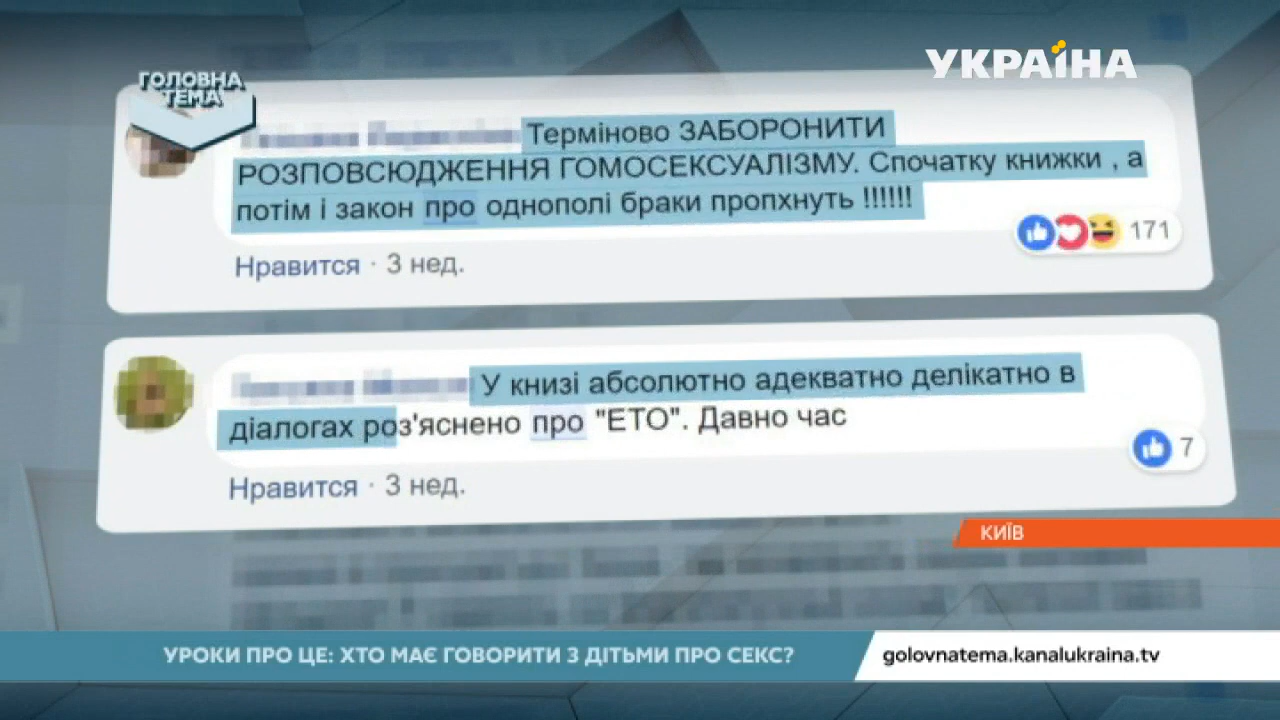 ГОЛОВНА
ТЕМА
УКРАЇНА
Терміново ЗАБОРОНИТИ
РОЗПОВСЮДЖЕННЯ ГОМОСЕКСУАЛІЗМУ. Спочатку книжки , а
потім і закон про однополі браки пропхнуть !!!!!!
171
Нравится · 3 нед.
У книзі абсолютно адекватно делікатно в
діалогах роз'яснено про "ЕТО". Давно час
7
Нравится · 3 нед.
КИЇВ
УРОКИ ПРО ЦЕ: ХТО МАЄ ГОВОРИТИ З ДІТЬМИ ПРО СЕКС?
golovnatema.kanalukraina.tv